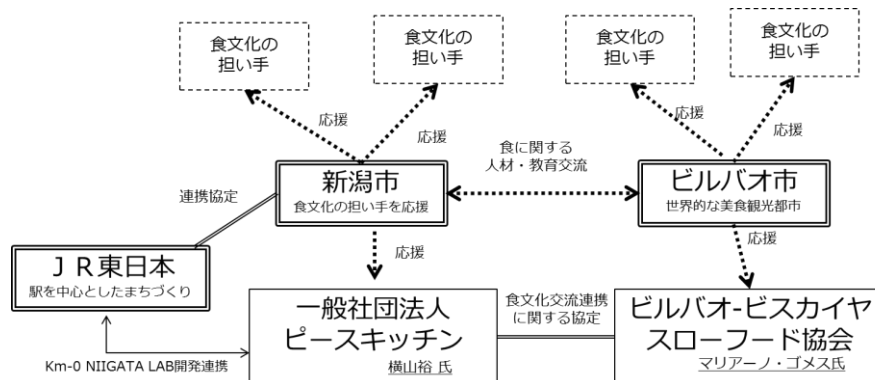 食文化の
担い手
食文化の
担い手
食文化の
担い手
食文化の
担い手
応援
応援
応援
応援
食に関する
人材・教育交流
連携協定
新潟市
食文化の担い手を応援
ビルバオ市
世界的な美食観光都市
応援
応援
ＪＲ東日本
駅を中心としたまちづくり
一般社団法人
ピースキッチン
横山裕 氏
食文化交流連携
に関する協定
ビルバオ-ビスカイヤ
スローフード協会
マリアーノ・ゴメス氏
Km-0 NIIGATA LAB開発連携